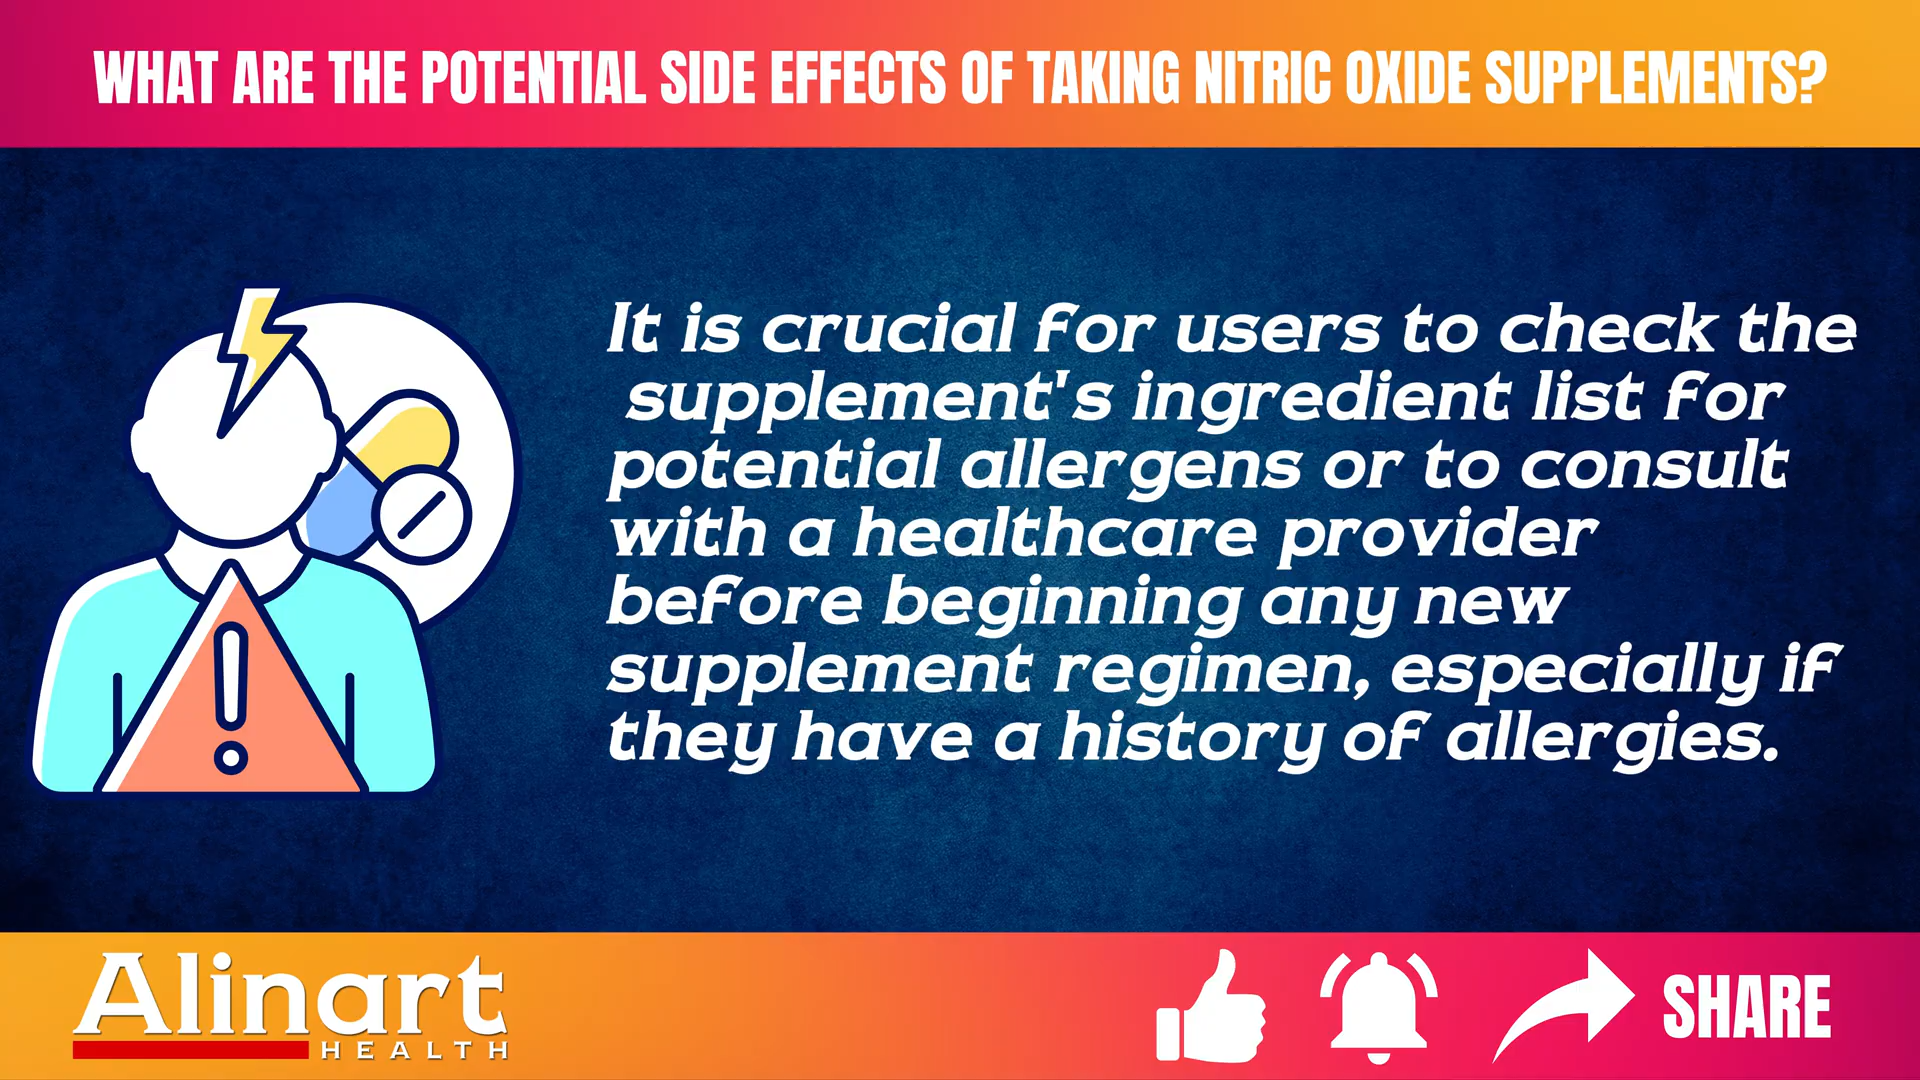 WHAT ARE THE POTENTIAL SIDE EFFECTS OF TAKING NITRIC OXIDE SUPPLEMENTS?
It is crucial for users to check the
supplement's ingredient list for
potential allergens or to consult
with a healthcare provider
before beginning any new
supplement regimen, especially if
they have a history of allergies.
Alinart
HEALTH
SHARE